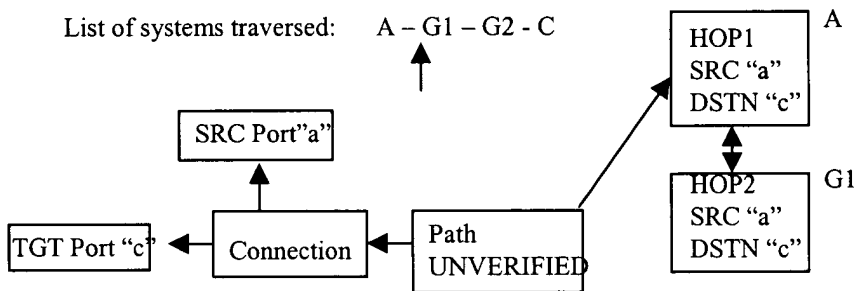 List of systems traversed: A – G1 – G2 - C
A
HOP1
SRC “a”
DSTN “c”
SRC Port”a”
G1
HOP2
SRC “a”
DSTN “c”
TGT Port “c”
Connection
Path
UNVERIFIED